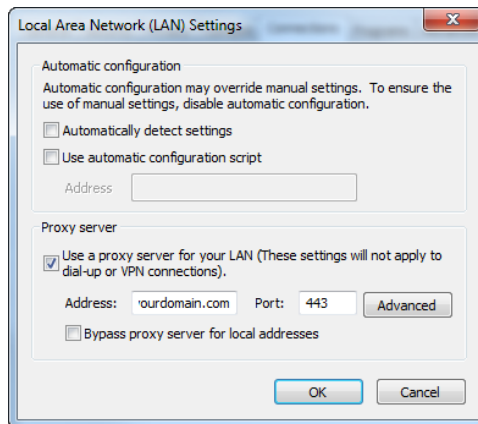 Local Area Network (LAN) Settings
Automatic configuration
Automatic configuration may override manual settings. To ensure the
use of manual settings, disable automatic configuration.
Automatically detect settings
Use automatic configuration script
Address
Proxy server
Use a proxy server for your LAN (These settings will not apply to
dial-up or VPN connections).
Address: ourdomain.com Port: 443 Advanced
Bypass proxy server for local addresses
OK Cancel